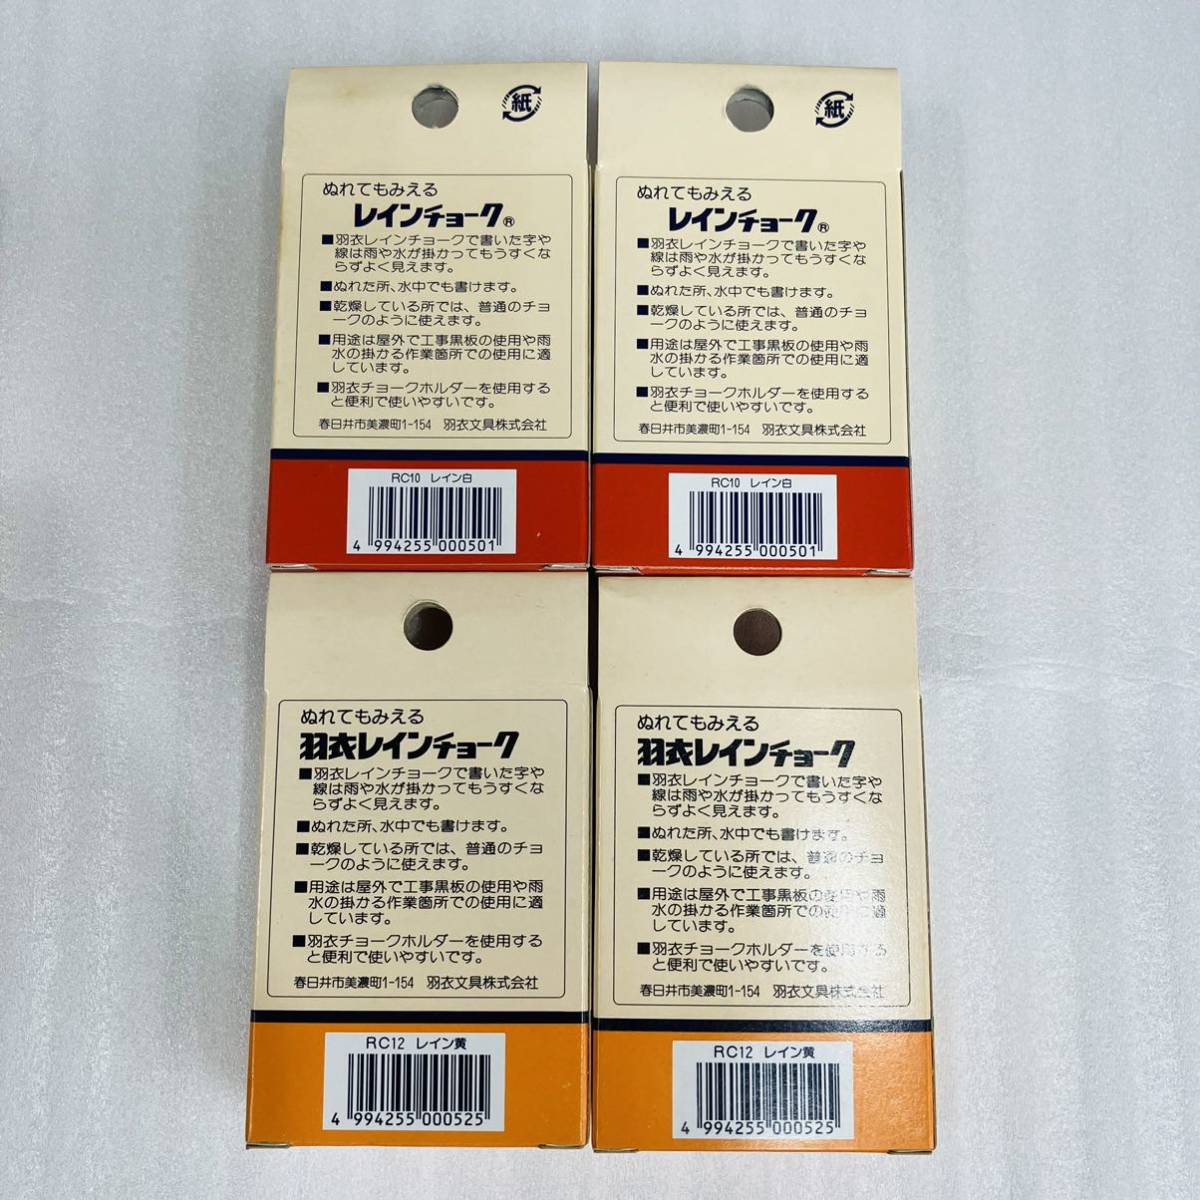 紙
ぬれてもみえる
レインチョーク®
■羽衣レインチョークで書いた字や
線は雨や水が掛かってもうすくな
らずよく見えます。
■ぬれた所、水中でも書けます。
■乾燥している所では、普通のチョ
ークのように使えます。
■用途は屋外で工事黒板の使用や雨
水の掛かる作業箇所での使用に適
しています。
■羽衣チョークホルダーを使用する
と便利で使いやすいです。
春日井市美濃町1-154 羽衣文具株式会社
RC10 レイン白
4 994255 000501
紙
ぬれてもみえる
レインチョーク®
■羽衣レインチョークで書いた字や
線は雨や水が掛かってもうすくな
らずよく見えます。
■ぬれた所、水中でも書けます。
■乾燥している所では、普通のチョ
ークのように使えます。
■用途は屋外で工事黒板の使用や雨
水の掛かる作業箇所での使用に適
しています。
■羽衣チョークホルダーを使用する
と便利で使いやすいです。
春日井市美濃町1-154 羽衣文具株式会社
RC10 レイン白
4 994255 000501
ぬれてもみえる
羽衣レインチョーク
■羽衣レインチョークで書いた字や
線は雨や水が掛かってもうすくな
らずよく見えます。
■ぬれた所、水中でも書けます。
■乾燥している所では、普通のチョ
ークのように使えます。
■用途は屋外で工事黒板の使用や雨
水の掛かる作業箇所での使用に適
しています。
■羽衣チョークホルダーを使用する
と便利で使いやすいです。
春日井市美濃町1-154 羽衣文具株式会社
RC12 レイン黄
4 994255 000525
ぬれてもみえる
羽衣レインチョーク
■羽衣レインチョークで書いた字や
線は雨や水が掛かってもうすくな
らずよく見えます。
■ぬれた所、水中でも書けます。
■乾燥している所では、普通のチョ
ークのように使えます。
■用途は屋外で工事黒板の使用や雨
水の掛かる作業箇所での使用に適
しています。
■羽衣チョークホルダーを使用する
と便利で使いやすいです。
春日井市美濃町1-154 羽衣文具株式会社
RC12 レイン黄
4 994255 000525